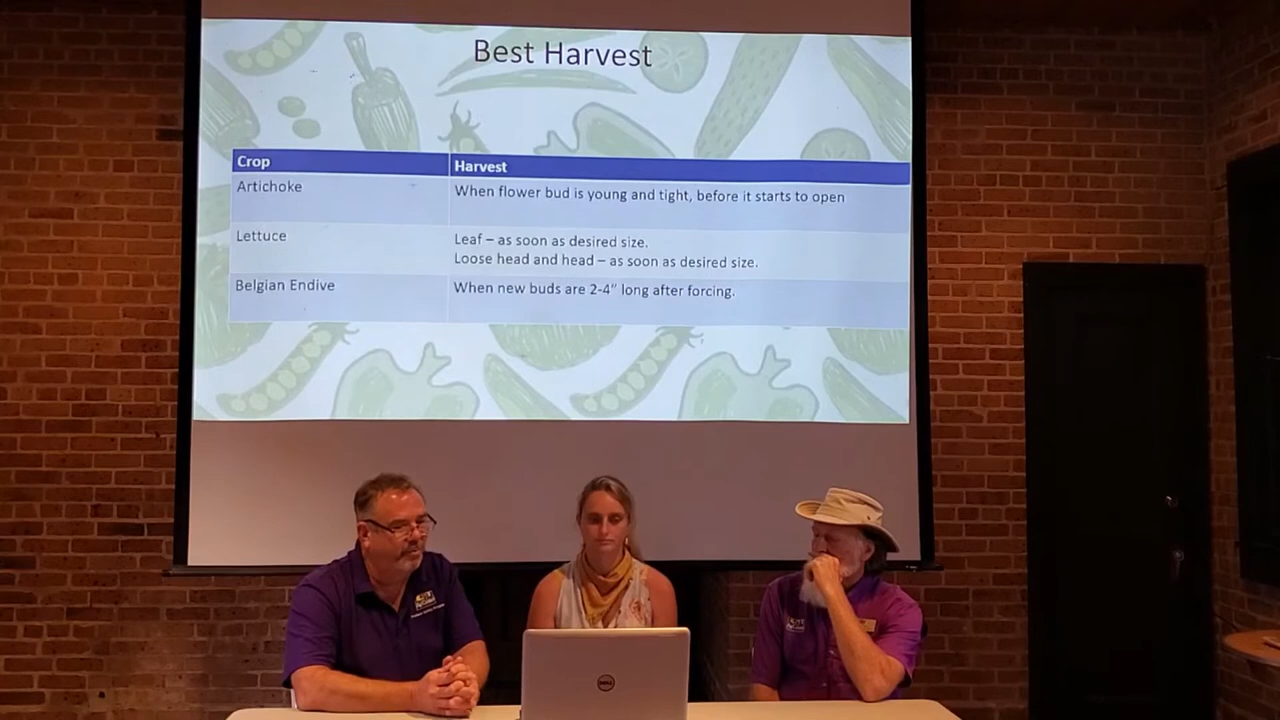 Best Harvest
Crop
Harvest
Artichoke
When flower bud is young and tight, before it starts to open
Lettuce
Leaf – as soon as desired size.
Loose head and head – as soon as desired size.
Belgian Endive
When new buds are 2-4” long after forcing.
DELL